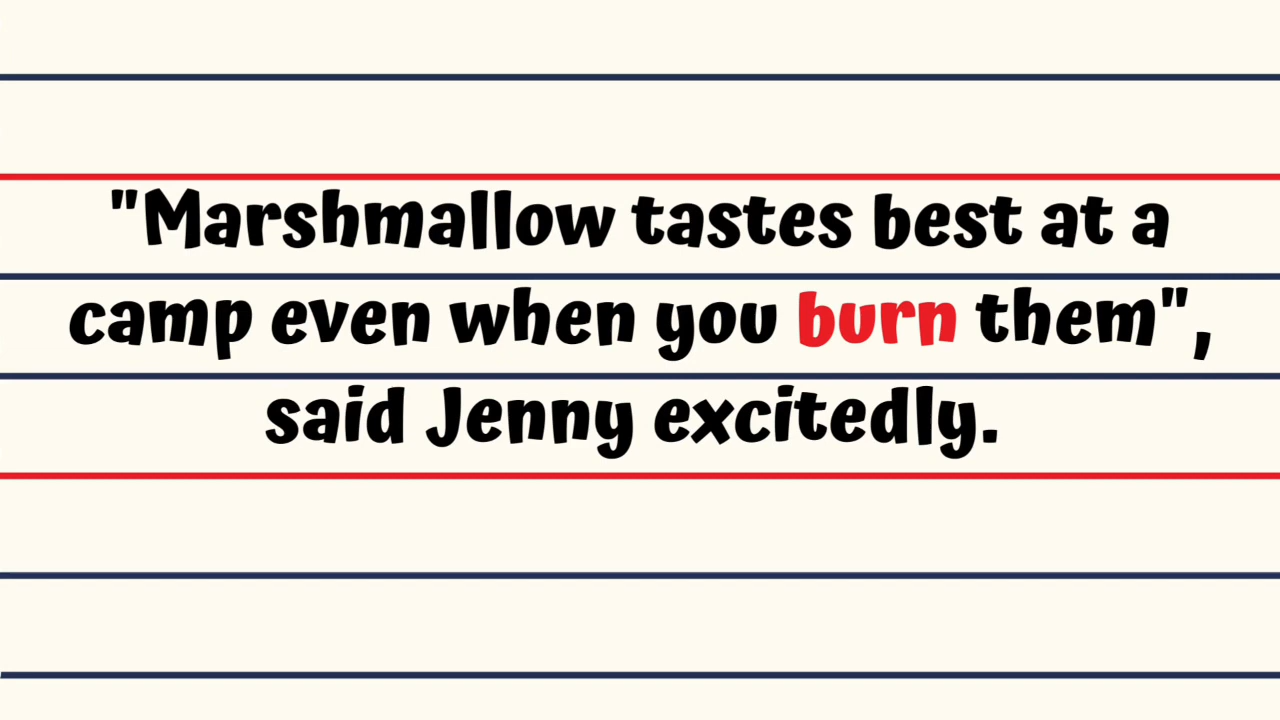 "Marshmallow tastes best at a
camp even when you burn them",
said Jenny excitedly.